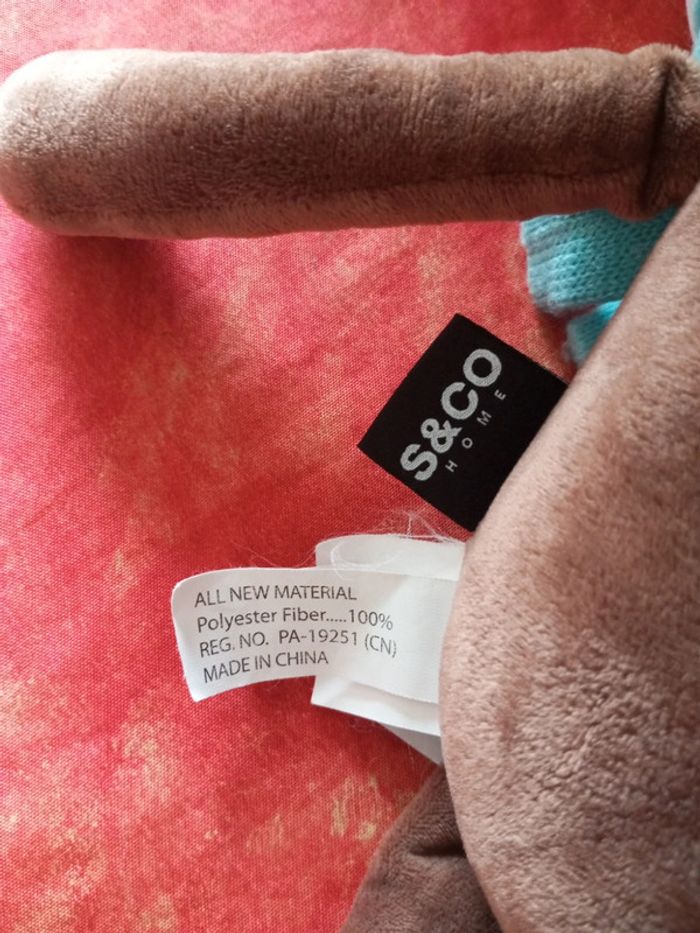 S&CO
HOME
ALL NEW MATERIAL
Polyester Fiber.....100%
REG. NO. PA-19251 (CN)
MADE IN CHINA